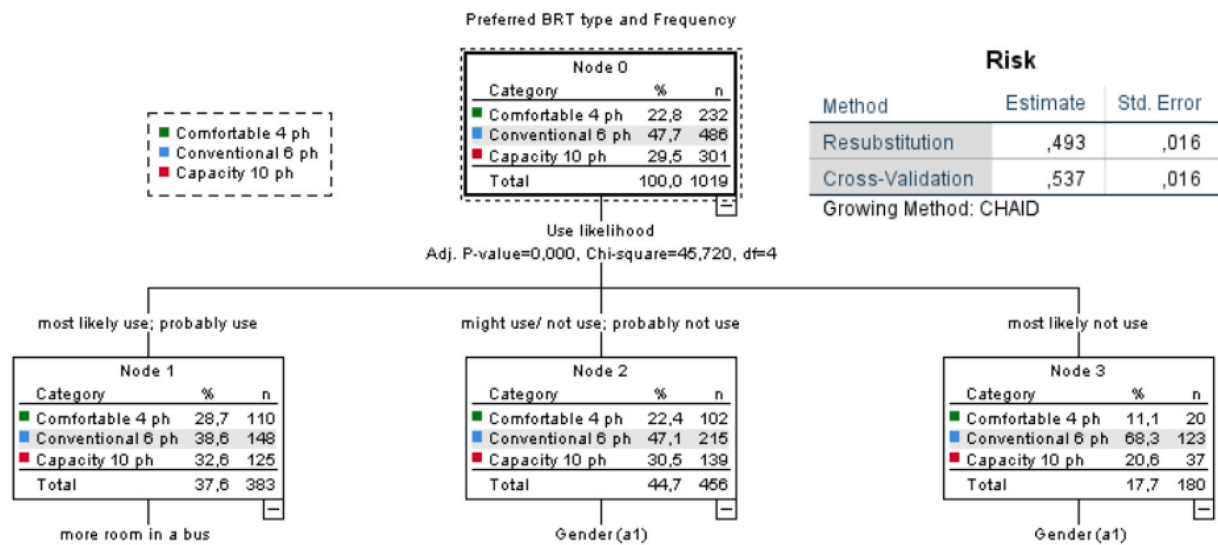 Preferred BRT type and Frequency
Node 0
Category % n
Comfortable 4 ph 22,8 232
Conventional 6 ph 47,7 486
Capacity 10 ph 29,5 301
Total 100,0 1019
Comfortable 4 ph
Conventional 6 ph
Capacity 10 ph
Risk
Method Estimate Std. Error
Resubstitution ,493 ,016
Cross-Validation ,537 ,016
Growing Method: CHAID
Use likelihood
Adj. P-value=0,000, Chi-square=45,720, df=4
most likely use; probably use
might use/ not use; probably not use
most likely not use
Node 1
Category % n
Comfortable 4 ph 28,7 110
Conventional 6 ph 38,6 148
Capacity 10 ph 32,6 125
Total 37,6 383
more room in a bus
Node 2
Category % n
Comfortable 4 ph 22,4 102
Conventional 6 ph 47,1 215
Capacity 10 ph 30,5 139
Total 44,7 456
Gender (a1)
Node 3
Category % n
Comfortable 4 ph 11,1 20
Conventional 6 ph 68,3 123
Capacity 10 ph 20,6 37
Total 17,7 180
Gender (a1)